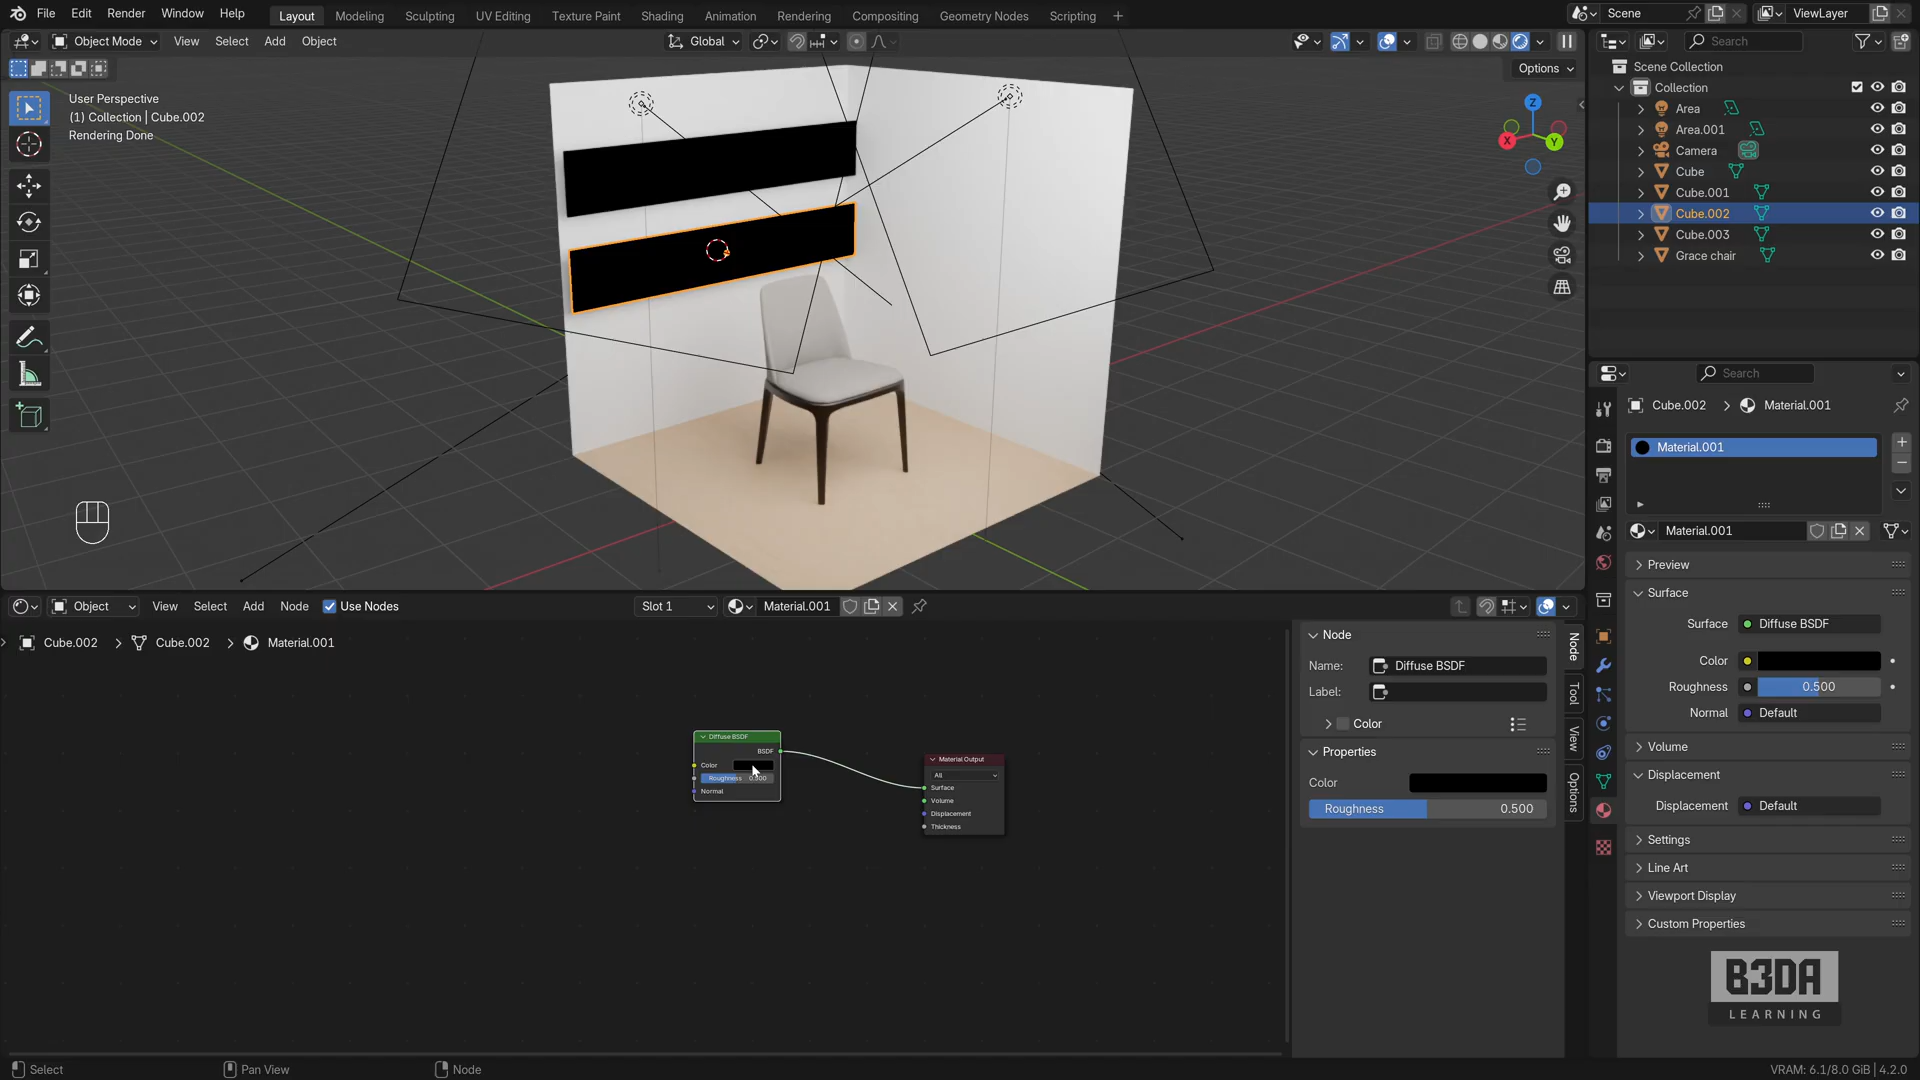 File Edit Render Window Help Layout Modeling Sculpting UV Editing Texture Paint Shading Animation Rendering Compositing Geometry Nodes Scripting + Scene ViewLayer
Object Mode View Select Add Object Global Search
Options
User Perspective
(1) Collection | Cube.002
Rendering Done
Z
X
Y
Scene Collection
Collection
Area
Area.001
Camera
Cube
Cube.001
Cube.002
Cube.003
Grace chair
Search
Cube.002 > Material.001
Material.001
Material.001
Preview
Surface
Surface Diffuse BSDF
Color
Roughness 0.500
Normal Default
Volume
Displacement
Displacement Default
Settings
Line Art
Viewport Display
Custom Properties
B3DA
LEARNING
Object View Select Add Node Use Nodes Slot 1 Material.001
Cube.002 > Cube.002 > Material.001
Diffuse BSDF
BSDF
Color
Roughness
Normal
Material Output
All
Surface
Volume
Displacement
Thickness
Node
Name: Diffuse BSDF
Label:
Color
Properties
Color
Roughness 0.500
Node
Tool
View
Options
Select Pan View Node VRAM: 6.1/8.0 GiB | 4.2.0